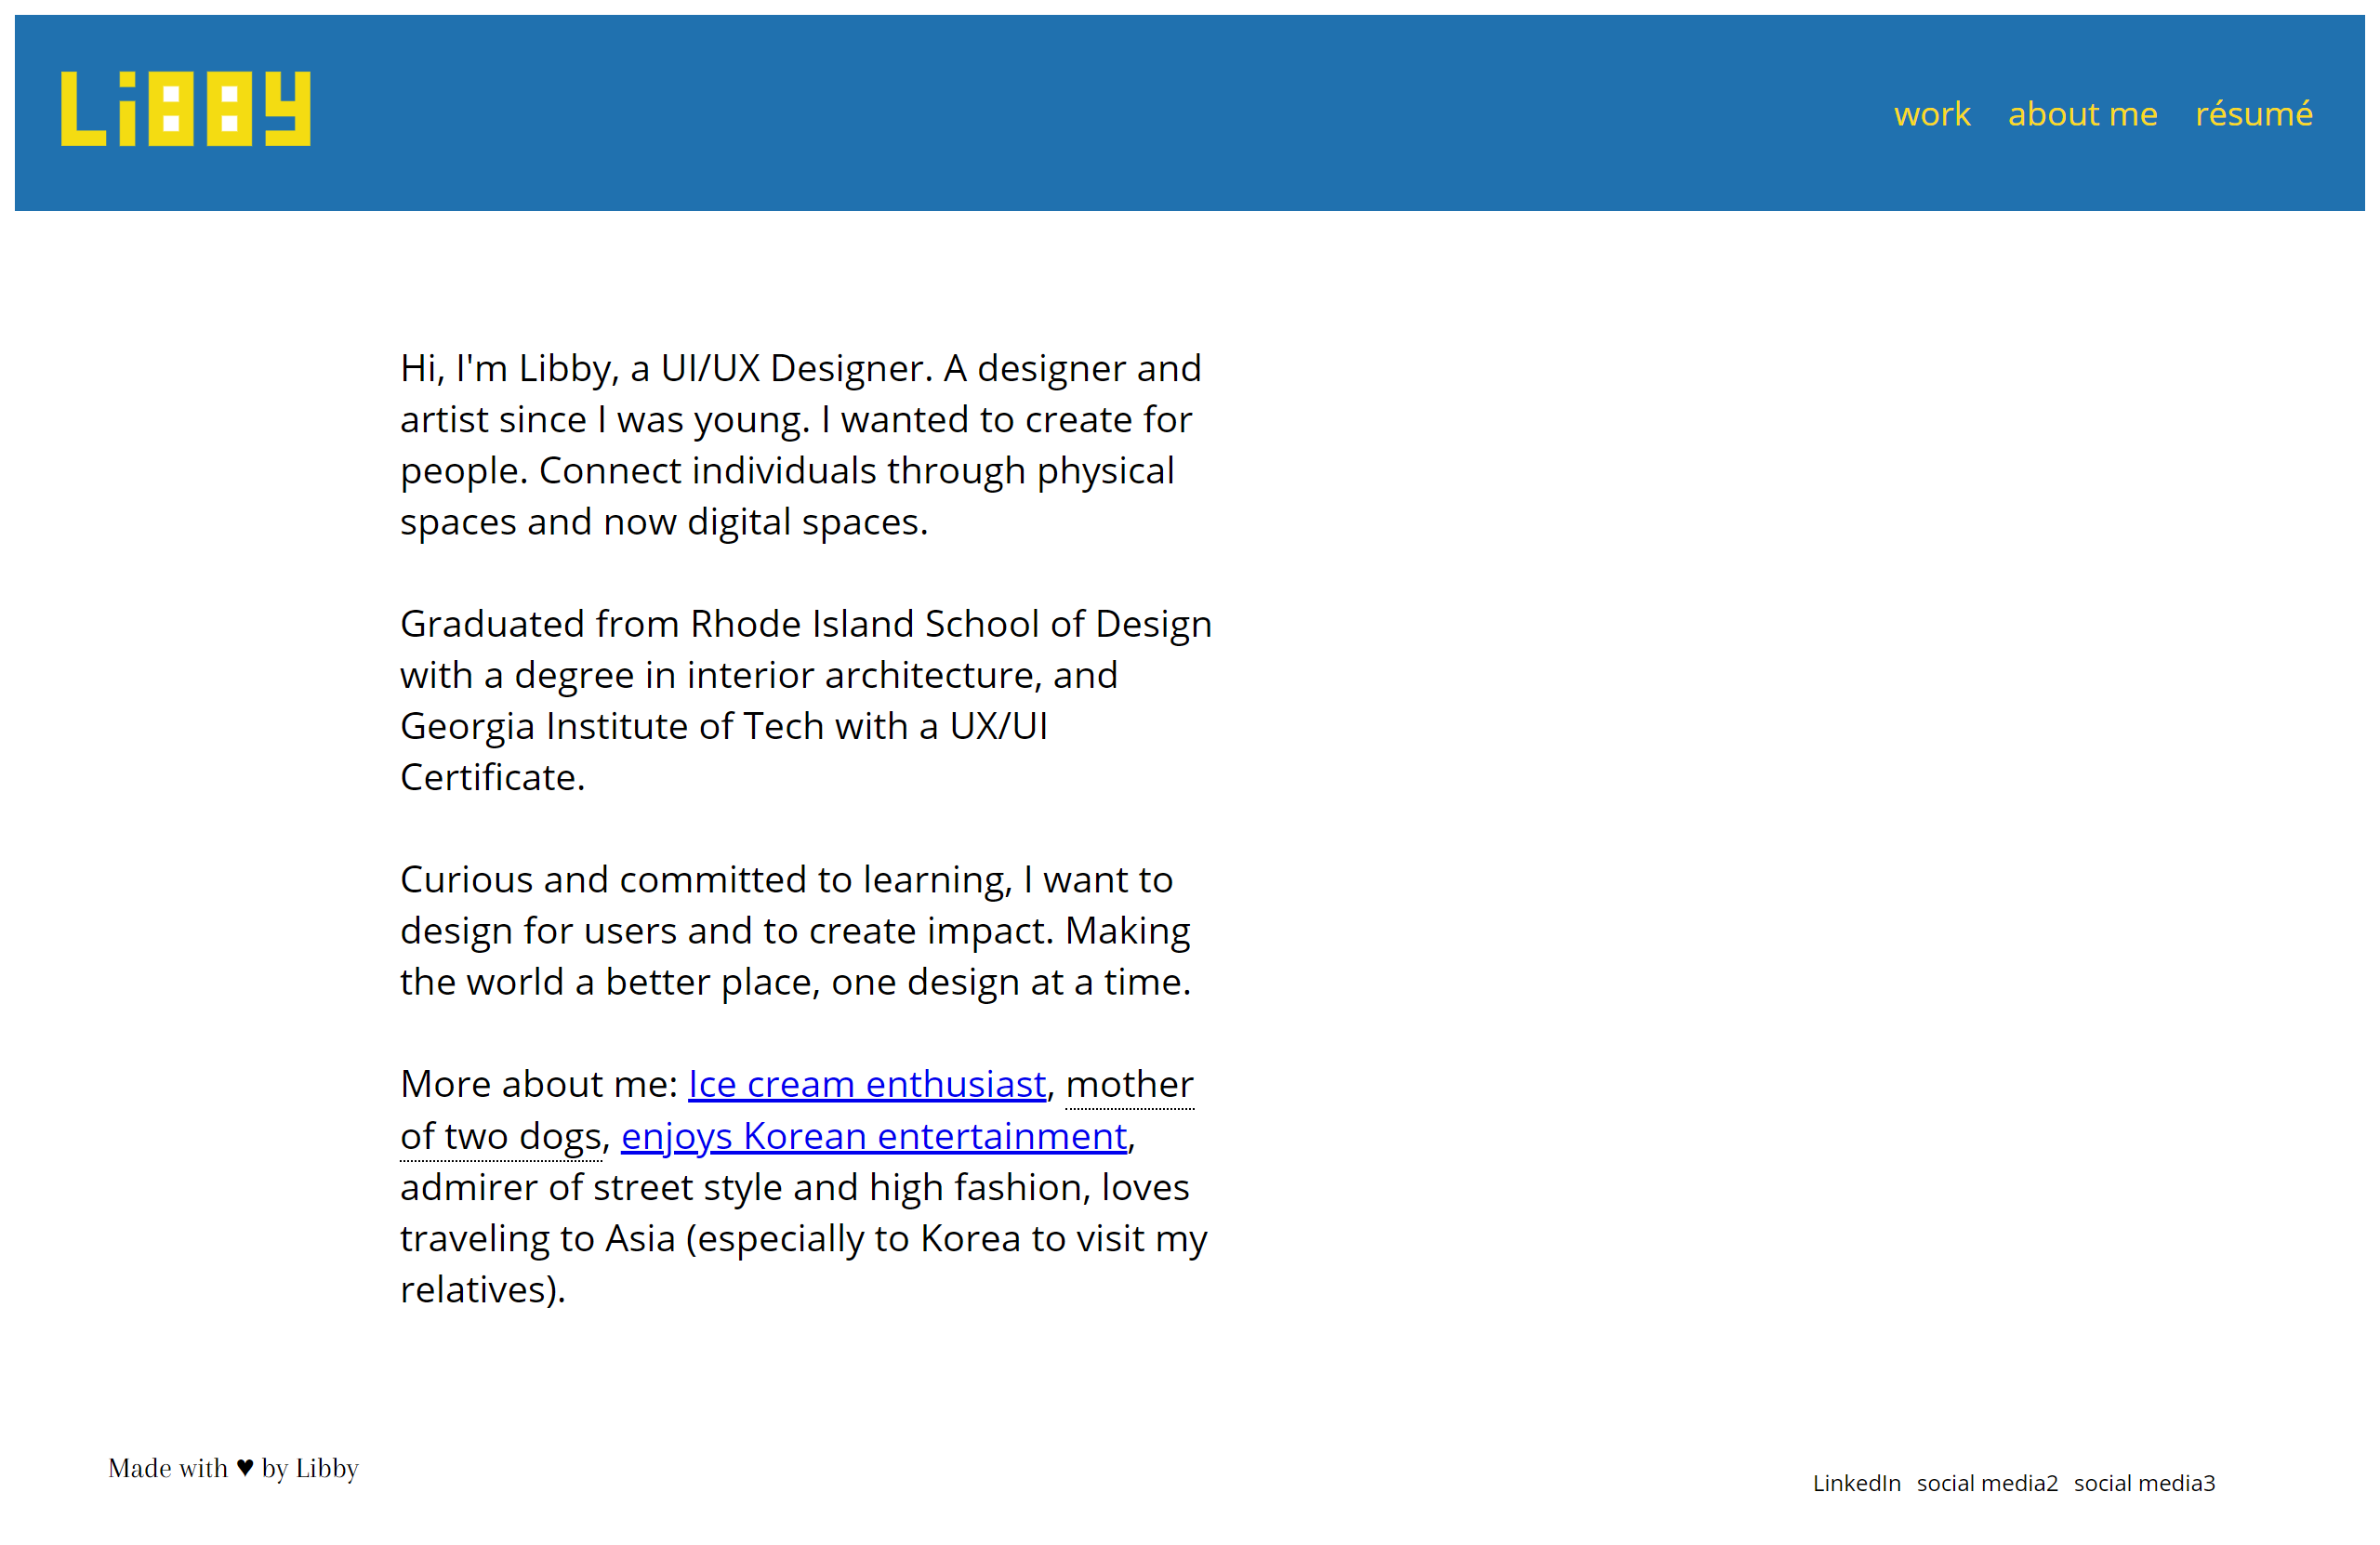 Libby
work about me résumé
Hi, I'm Libby, a UI/UX Designer. A designer and
artist since I was young. I wanted to create for
people. Connect individuals through physical
spaces and now digital spaces.
Graduated from Rhode Island School of Design
with a degree in interior architecture, and
Georgia Institute of Tech with a UX/UI
Certificate.
Curious and committed to learning, I want to
design for users and to create impact. Making
the world a better place, one design at a time.
More about me: Ice cream enthusiast, mother
of two dogs, enjoys Korean entertainment,
admirer of street style and high fashion, loves
traveling to Asia (especially to Korea to visit my
relatives).
Made with ♥ by Libby
LinkedIn social media2 social media3